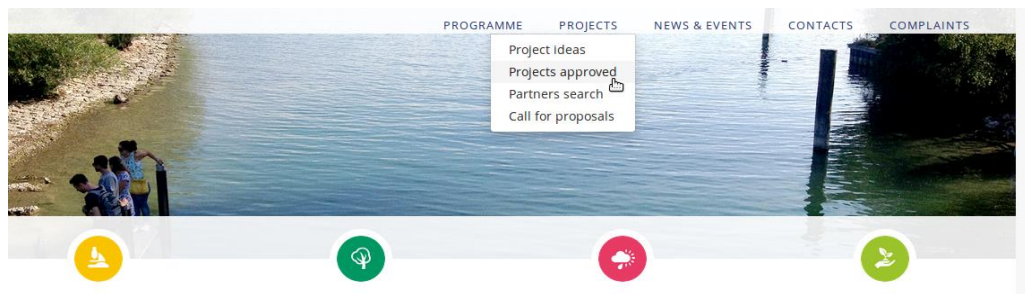 PROGRAMME PROJECTS NEWS & EVENTS CONTACTS COMPLAINTS
Project ideas
Projects approved
Partners search
Call for proposals